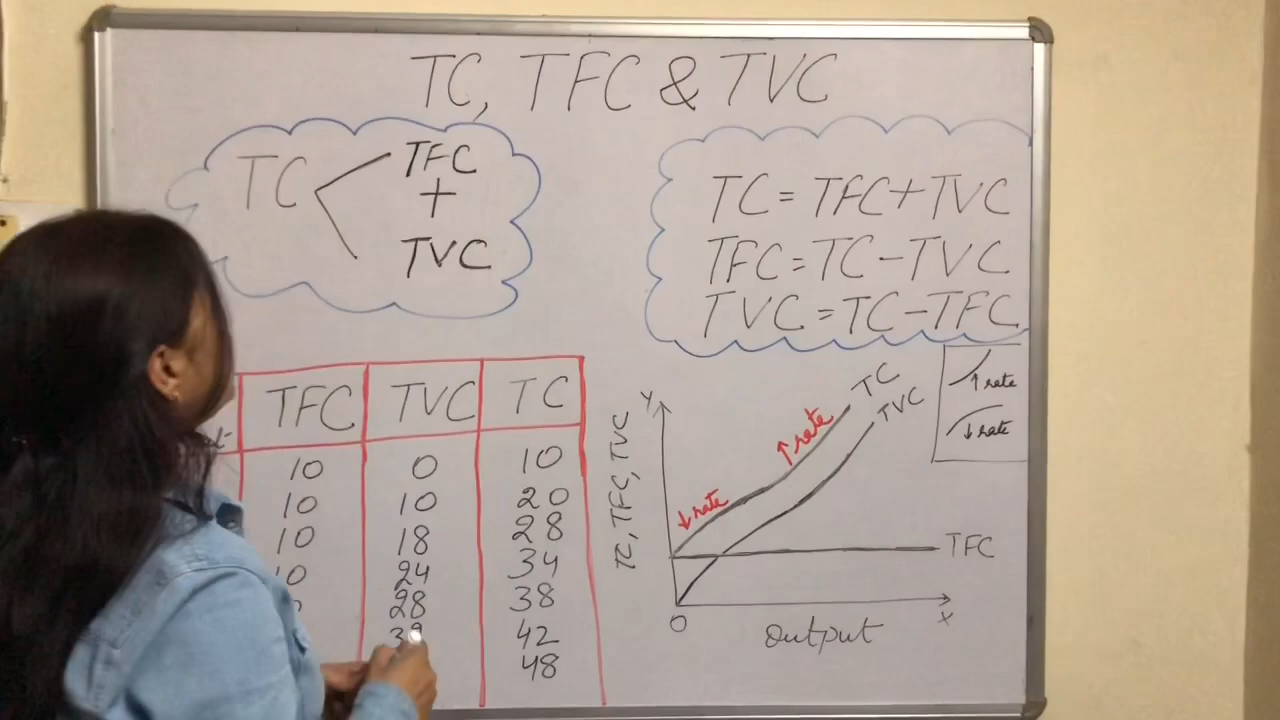 TC, TFC & TVC
TC
TFC
+
TVC
TC = TFC + TVC
TFC = TC - TVC
TVC = TC - TFC
TFC TVC TC
10 0 10
10 10 20
10 18 28
10 24 34
28 38
42
48
TC, TFC, TVC
Y
↓ rate
↑ rate
TC
TVC
TFC
O
X
Output
↑ rate
↓ rate